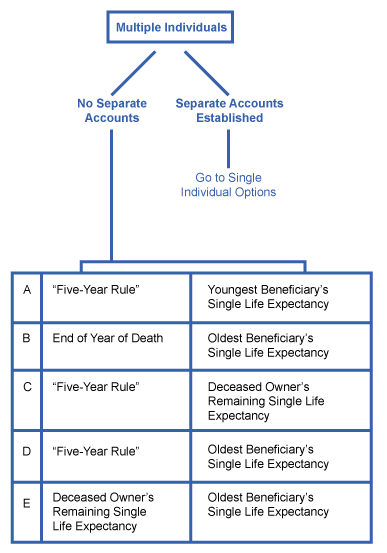 Multiple Individuals
No Separate
Accounts
Separate Accounts
Established
Go to Single
Individual Options
A
“Five-Year Rule”
Youngest Beneficiary’s
Single Life Expectancy
B
End of Year of Death
Oldest Beneficiary’s
Single Life Expectancy
C
“Five-Year Rule”
Deceased Owner’s
Remaining Single Life
Expectancy
D
“Five-Year Rule”
Oldest Beneficiary’s
Single Life Expectancy
E
Deceased Owner’s
Remaining Single
Life Expectancy
Oldest Beneficiary’s
Single Life Expectancy